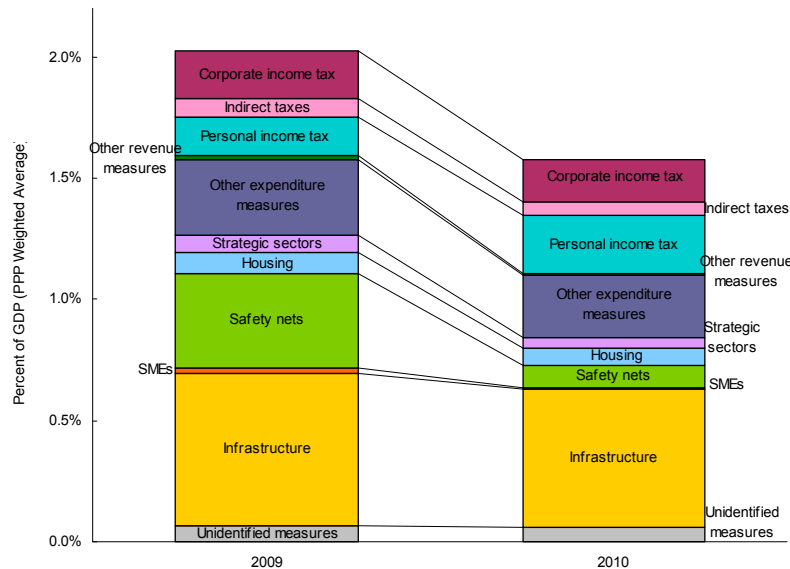 Percent of GDP (PPP Weighted Average)
2.0%
1.5%
1.0%
0.5%
0.0%
Corporate income tax
Indirect taxes
Personal income tax
Other revenue
measures
Other expenditure
measures
Strategic sectors
Housing
Safety nets
SMEs
Infrastructure
Unidentified measures
2009
Corporate income tax
Indirect taxes
Personal income tax
Other revenue
measures
Other expenditure
measures
Strategic
sectors
Housing
Safety nets
SMEs
Infrastructure
Unidentified
measures
2010